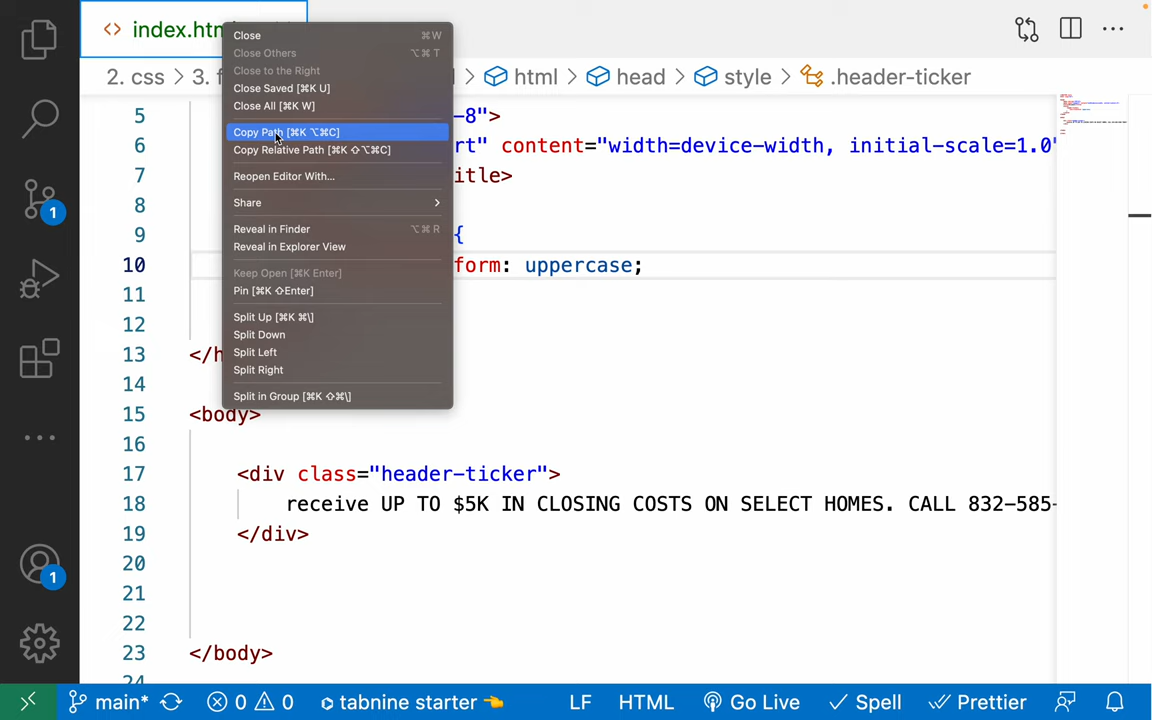 index.htm
Close ⌘W
Close Others ⌥⌘T
Close to the Right
Close Saved [⌘K U]
Close All [⌘K W]
Copy Path [⌘K ⌥⌘C]
Copy Relative Path [⌘K ⇧⌥⌘C]
Reopen Editor With...
Share
Reveal in Finder ⌥⌘R
Reveal in Explorer View
Keep Open [⌘K Enter]
Pin [⌘K ⇧Enter]
Split Up [⌘K ⌘\]
Split Down
Split Left
Split Right
Split in Group [⌘K ⇧⌘\]
2. css > 3. f > html > head > style > .header-ticker
5 -8">
6 rt" content="width=device-width, initial-scale=1.0"
7 itle>
8
9 {
10 form: uppercase;
11
12
13 </h
14
15 <body>
16
17 <div class="header-ticker">
18 receive UP TO $5K IN CLOSING COSTS ON SELECT HOMES. CALL 832-585-
19 </div>
20
21
22
23 </body>
24
1
1
main* 0 0 tabnine starter LF HTML Go Live Spell Prettier